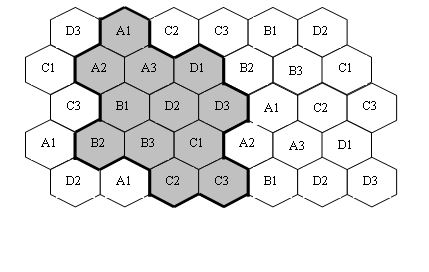 D3 A1 C2 C3 B1 D2
C1 A2 A3 D1 B2 B3 C1
C3 B1 D2 D3 A1 C2 C3
A1 B2 B3 C1 A2 A3 D1
D2 A1 C2 C3 B1 D2 D3